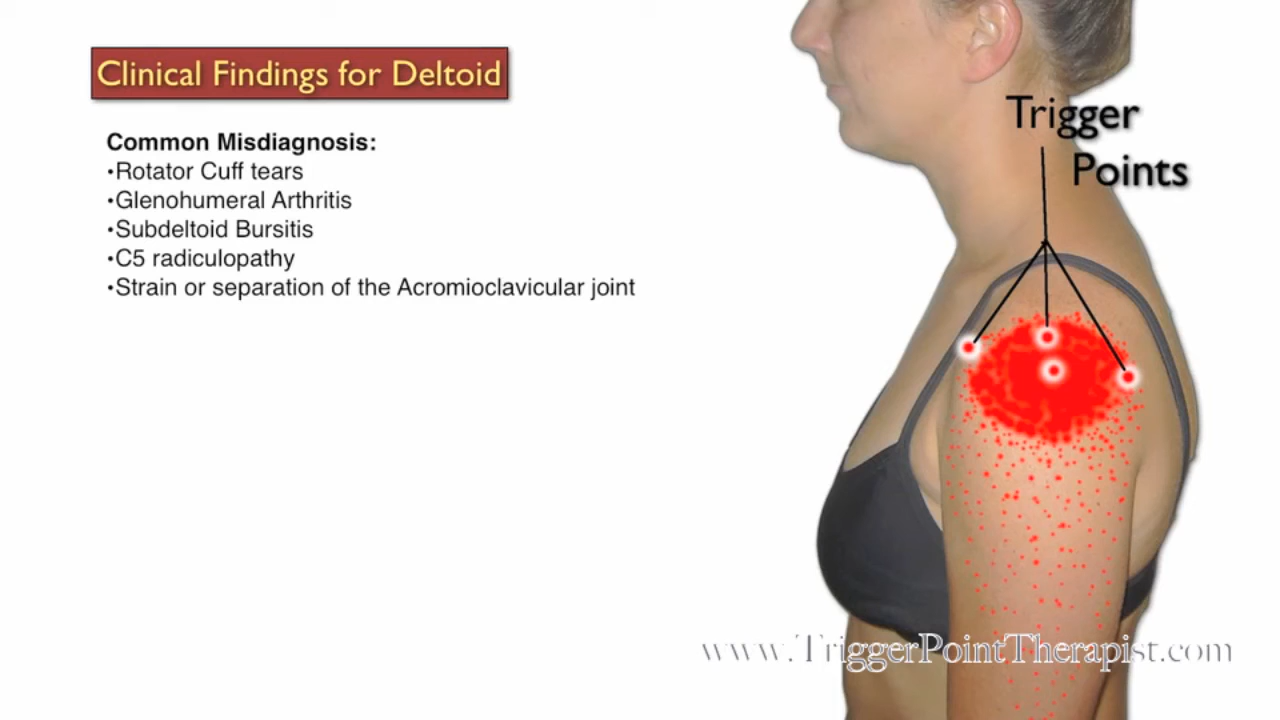 Clinical Findings for Deltoid
Common Misdiagnosis:
•Rotator Cuff tears
•Glenohumeral Arthritis
•Subdeltoid Bursitis
•C5 radiculopathy
•Strain or separation of the Acromioclavicular joint
Trigger
Points
www.TriggerPointTherapist.com